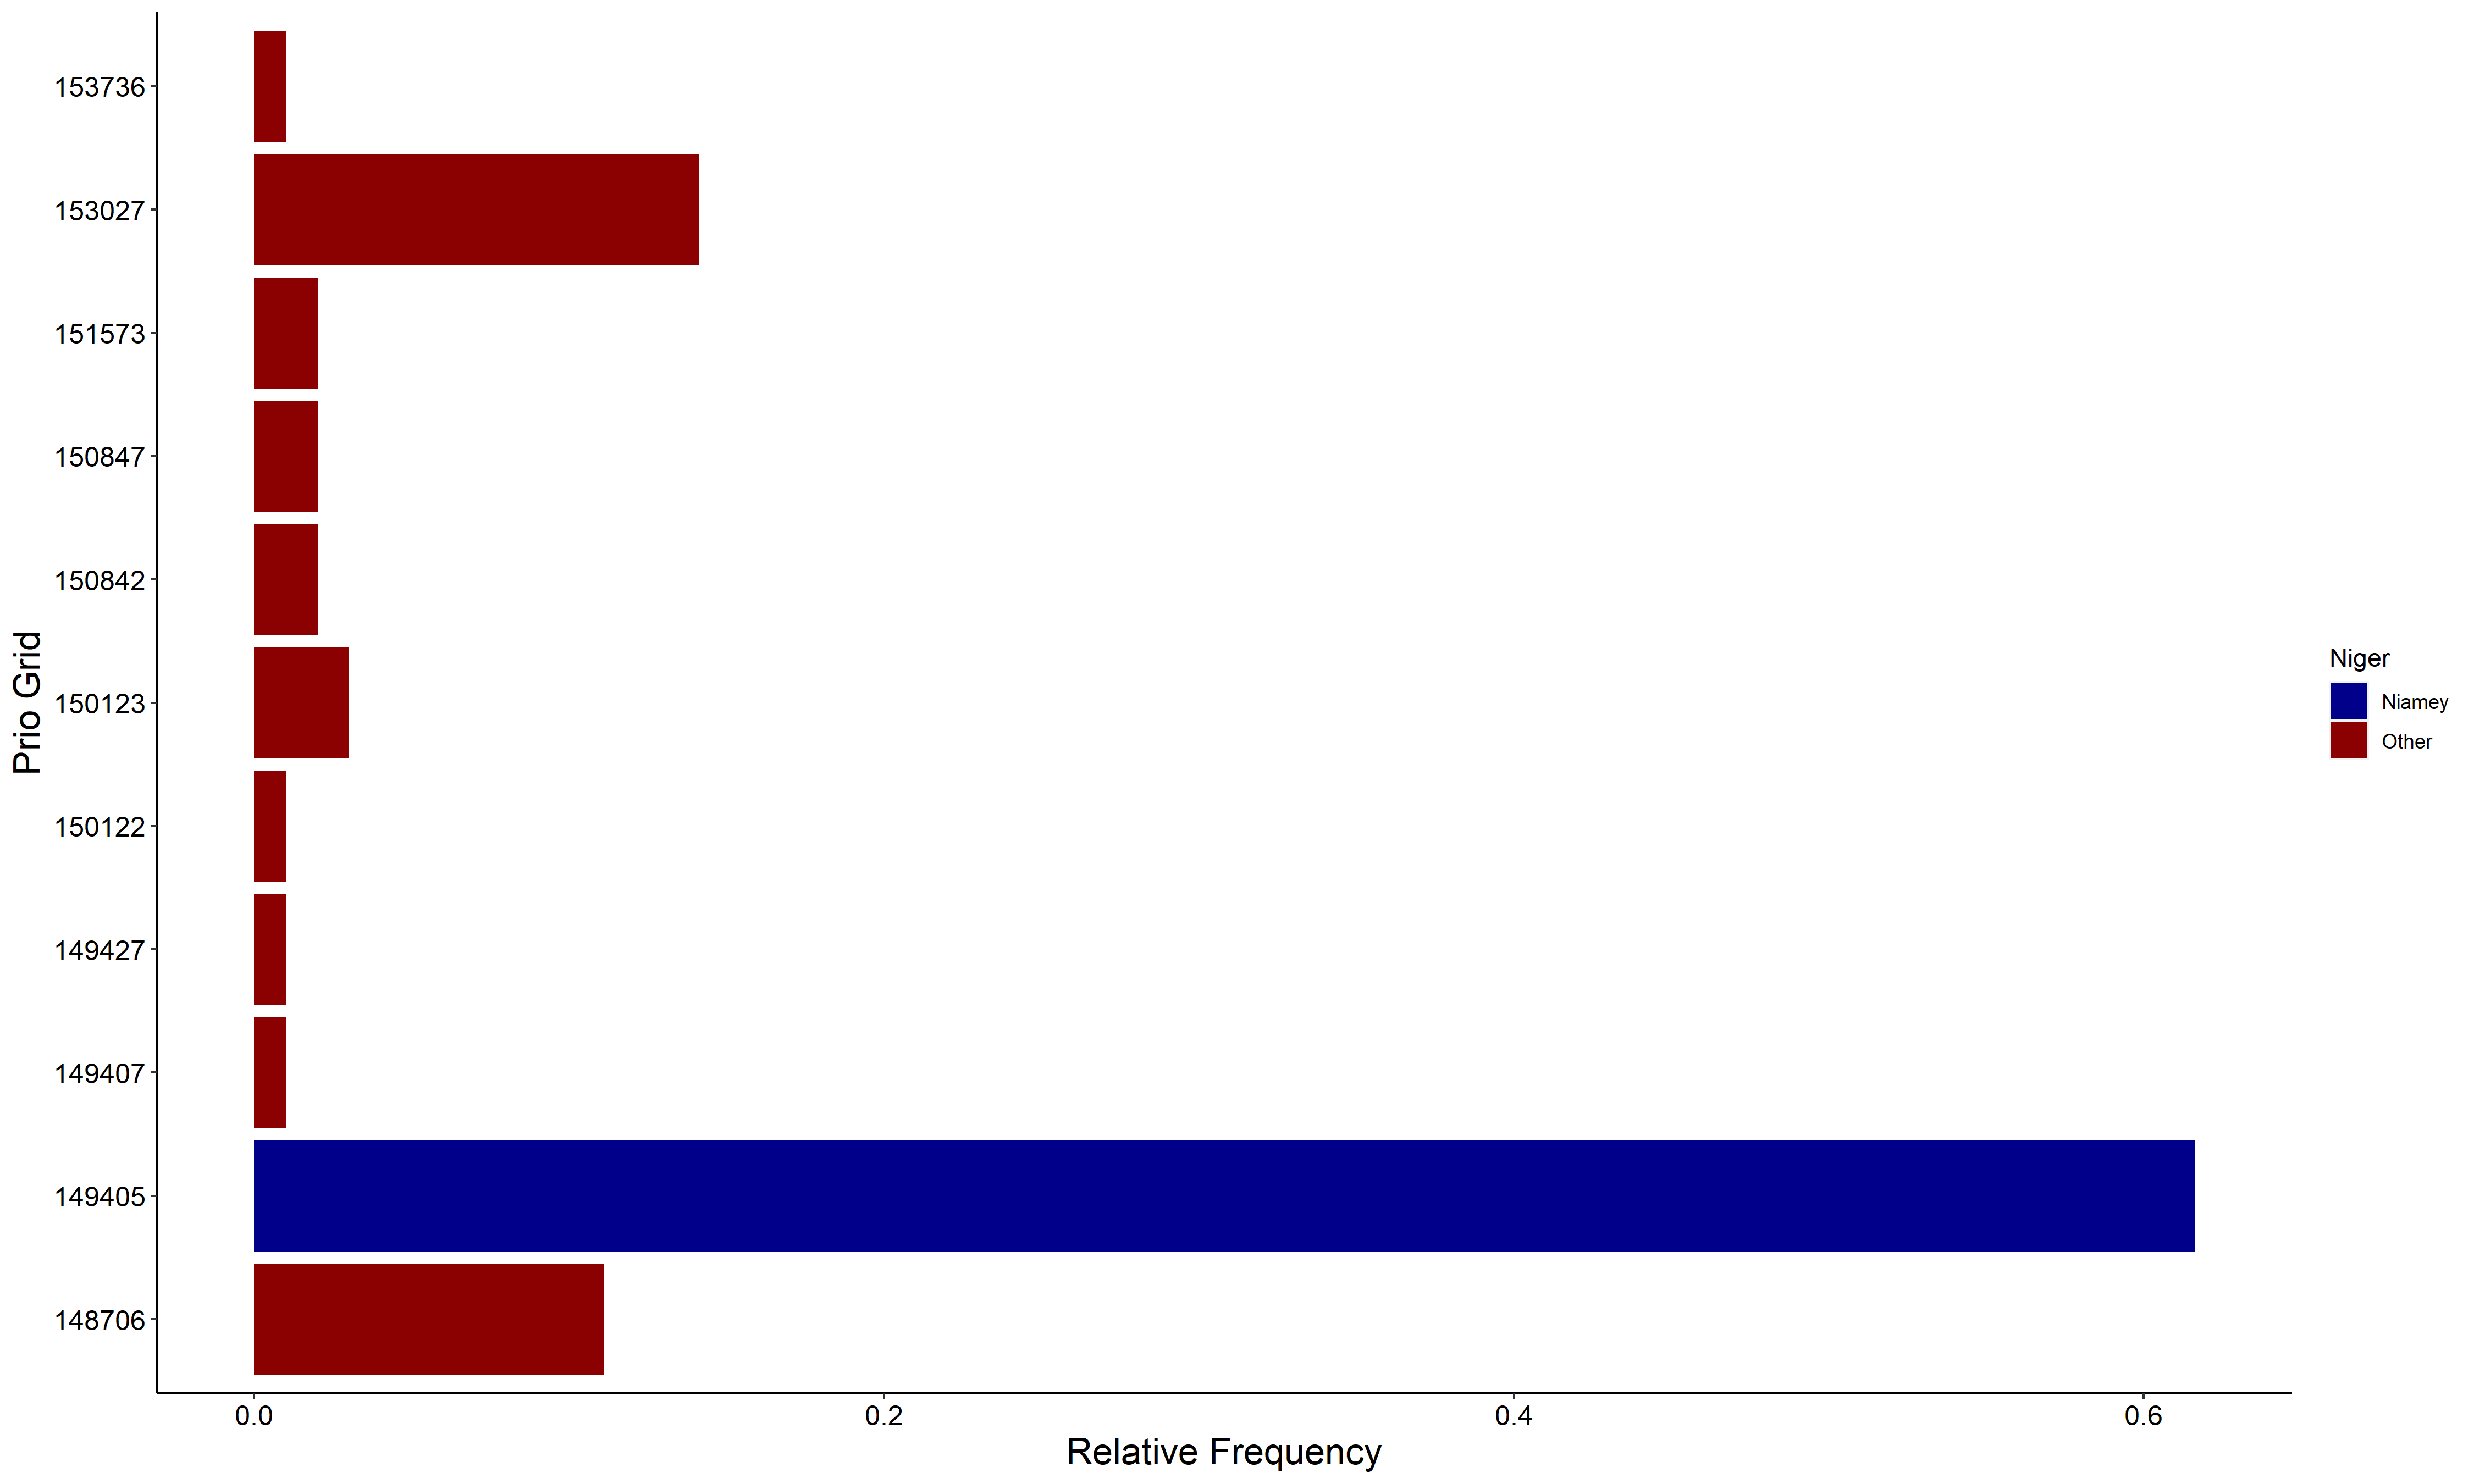 153736
153027
151573
150847
150842
150123
150122
149427
149407
149405
148706
Prio Grid
0.0 0.2 0.4 0.6
Relative Frequency
Niger
Niamey
Other